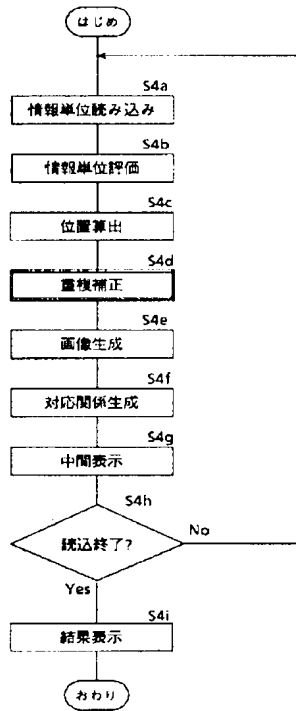 はじめ
S4a
情報単位読み込み
S4b
情報単位評価
S4c
位置算出
S4d
重複補正
S4e
画像生成
S4f
対応関係生成
S4g
中間表示
S4h
読込終了?
No
Yes
S4i
結果表示
おわり